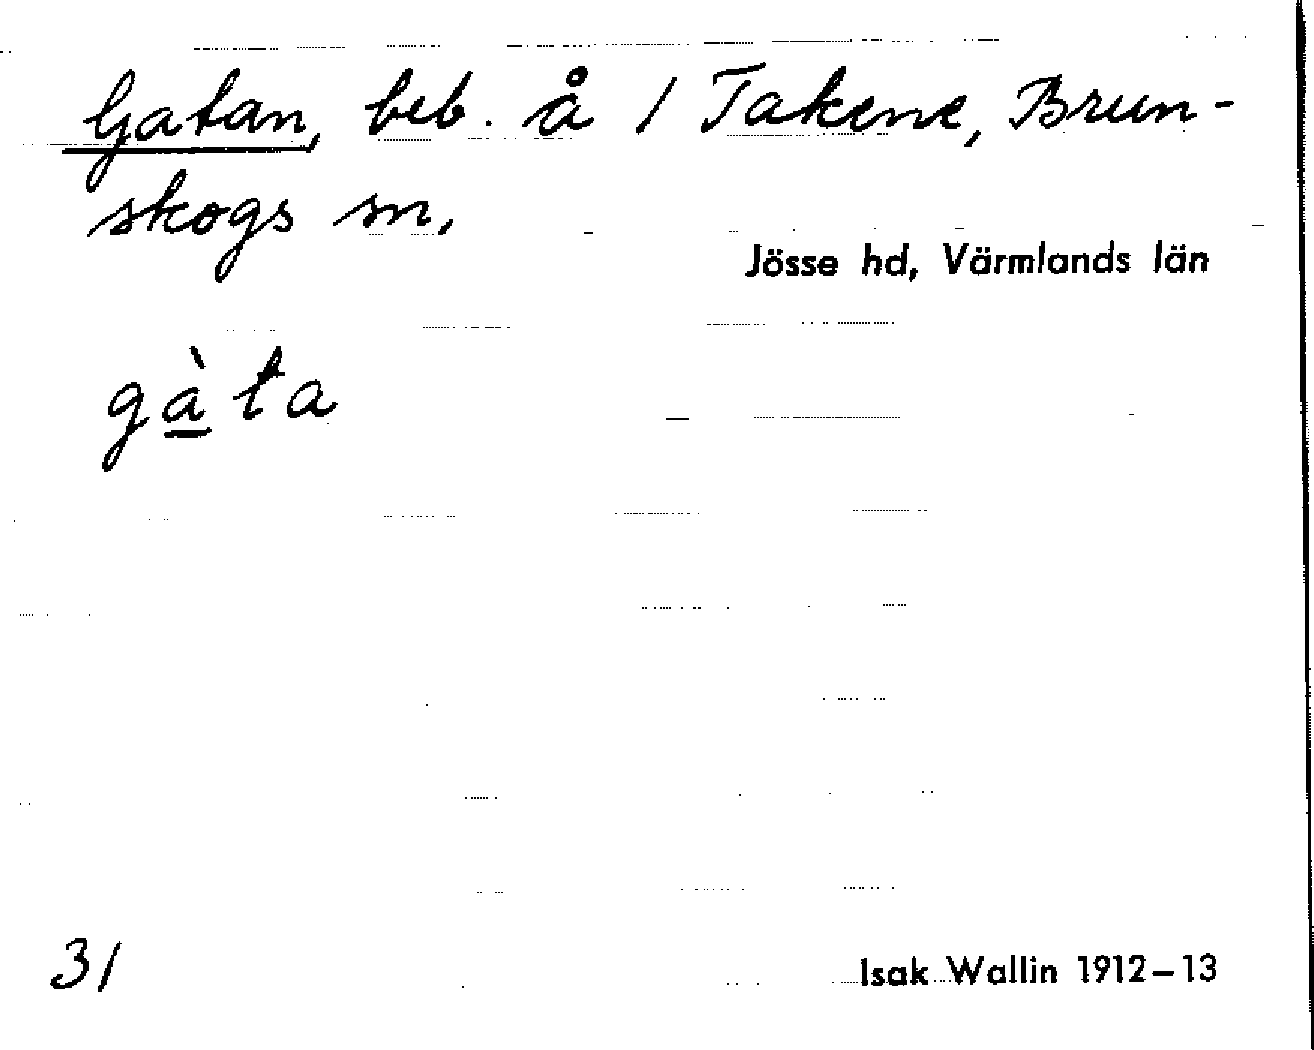 Gatan, beb. å 1 Takene, Brun-
skogs sn,
Jösse hd, Värmlands län
gàta
31
Isak Wallin 1912–13